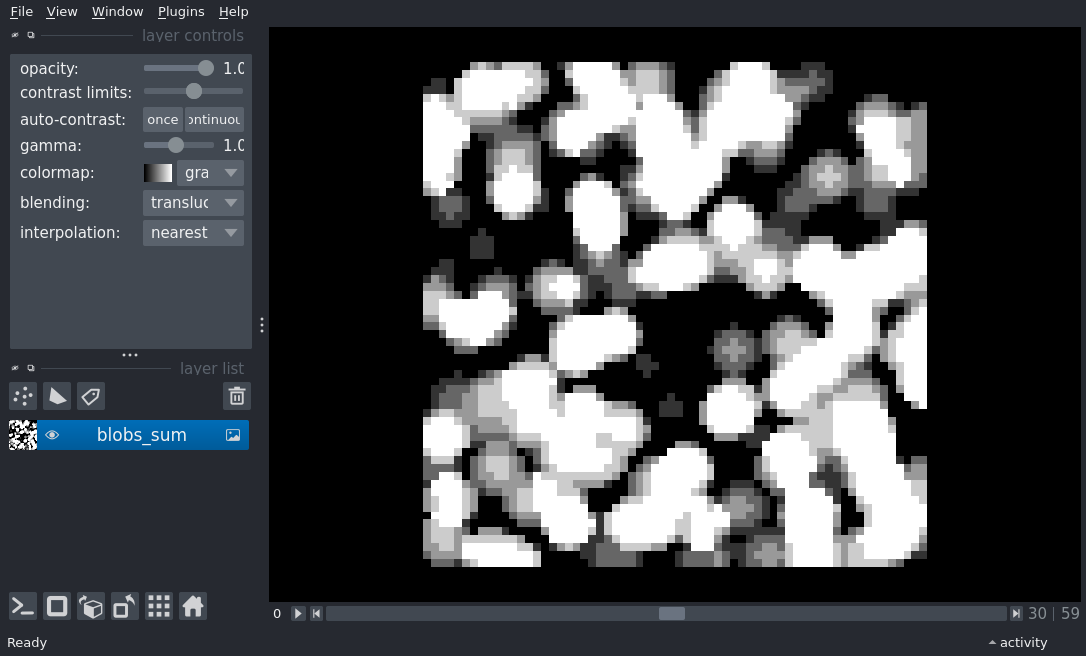 File View Window Plugins Help
layer controls
opacity: 1.0
contrast limits:
auto-contrast: once ontinuou
gamma: 1.0
colormap: gra
blending: transluc
interpolation: nearest
layer list
blobs_sum
0 30 | 59
Ready activity